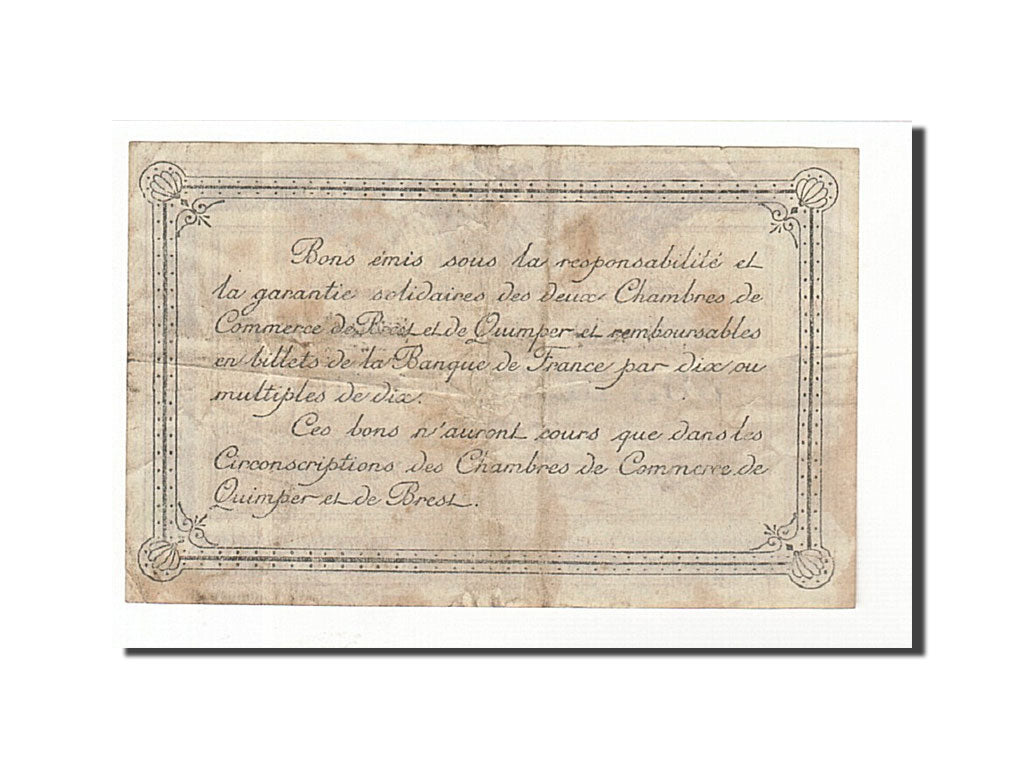 Bons émis sous la responsabilité et
la garantie solidaires des deux Chambres de
Commerce de Brest et de Quimper et remboursables
en billets de la Banque de France par dix ou
multiples de dix.
Ces bons n'auront cours que dans les
Circonscriptions des Chambres de Commerce de
Quimper et de Brest.